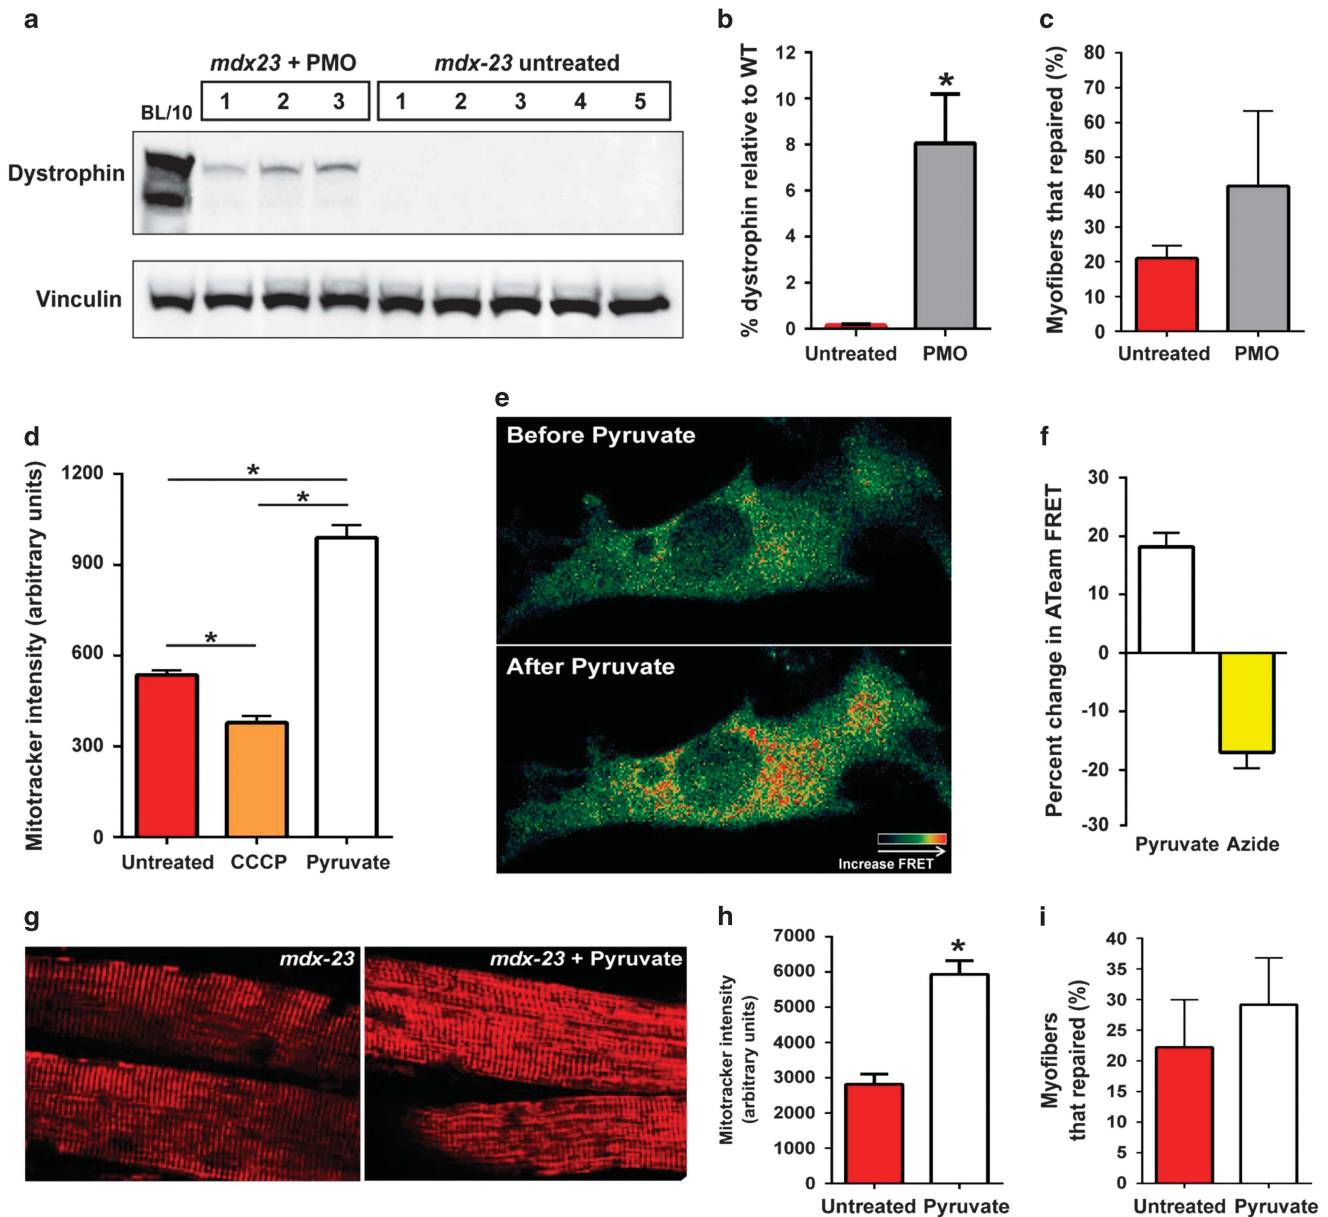 a
mdx23 + PMO
mdx-23 untreated
BL/10
1 2 3 1 2 3 4 5
Dystrophin
Vinculin
b
% dystrophin relative to WT
12
10
8
6
4
2
0
*
Untreated PMO
c
Myofibers that repaired (%)
80
70
60
50
40
30
20
10
0
Untreated PMO
d
Mitotracker intensity (arbitrary units)
1200
900
600
300
0
*
*
*
Untreated CCCP Pyruvate
e
Before Pyruvate
After Pyruvate
Increase FRET
f
Percent change in ATeam FRET
30
20
10
0
-10
-20
-30
Pyruvate Azide
g
mdx-23
mdx-23 + Pyruvate
h
Mitotracker intensity
(arbitrary units)
7000
6000
5000
4000
3000
2000
1000
0
*
Untreated Pyruvate
i
Myofibers
that repaired (%)
40
35
30
25
20
15
10
5
0
Untreated Pyruvate